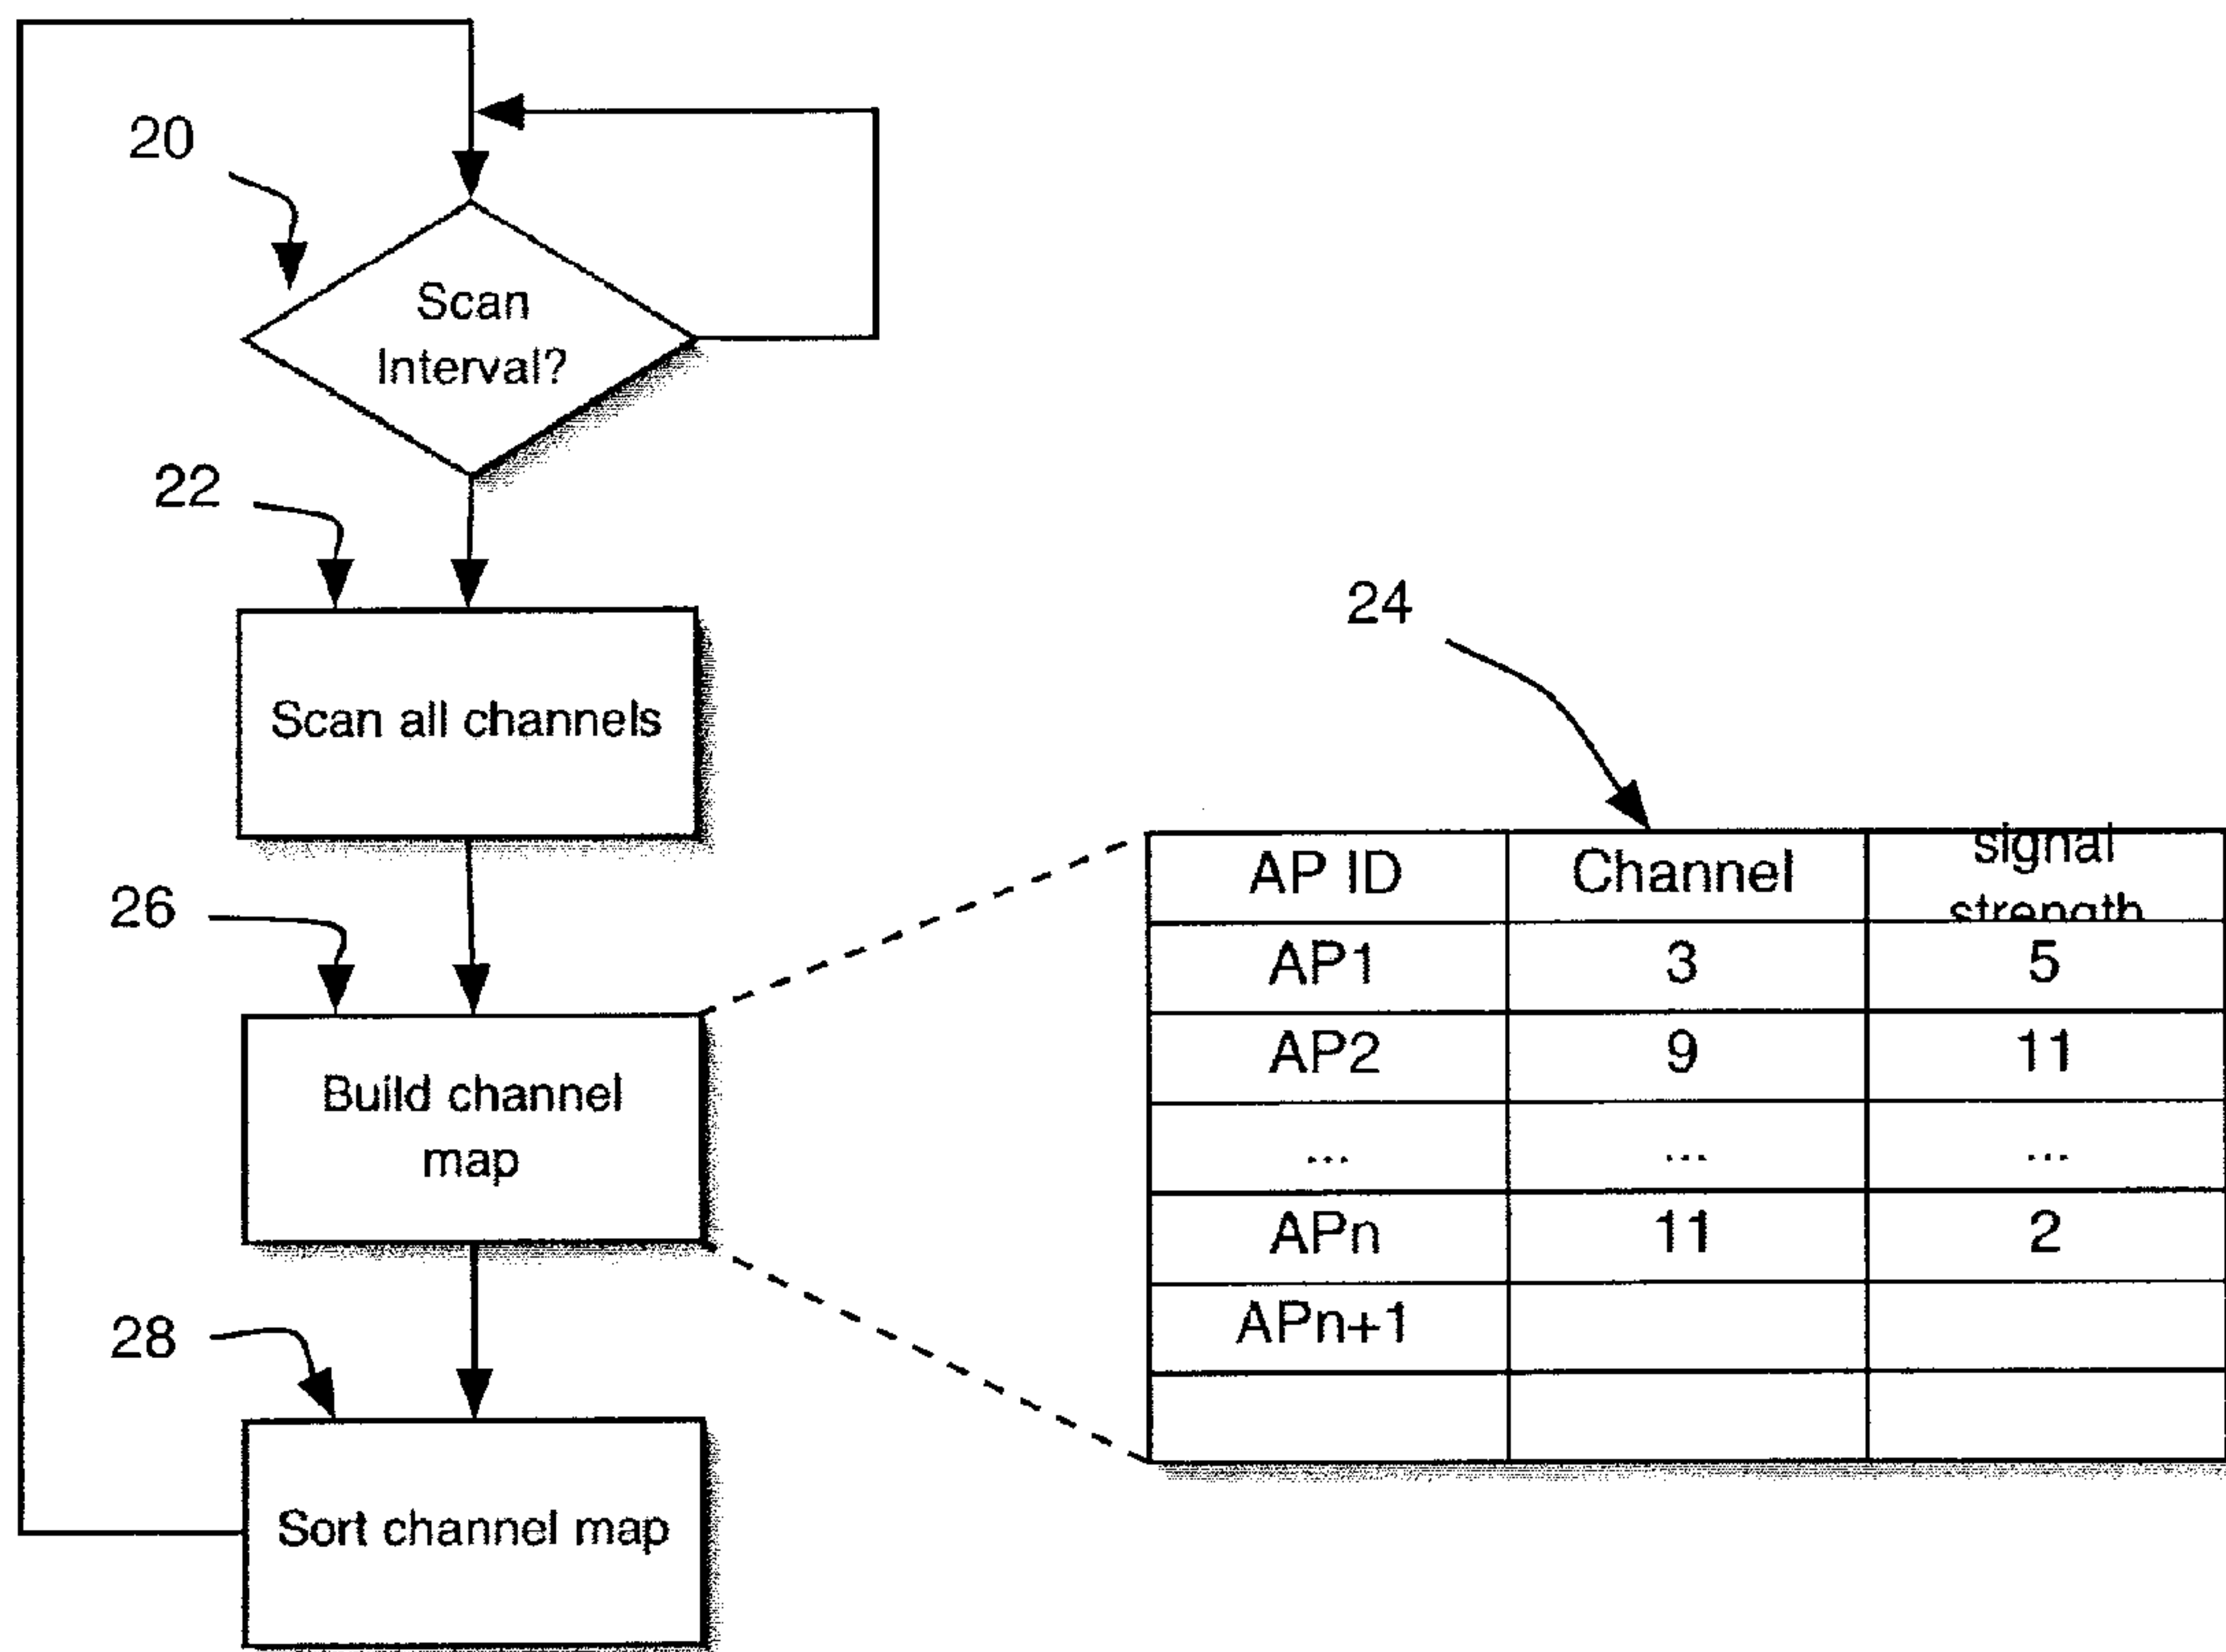 20
Scan
Interval?
22
Scan all channels
24
26
Build channel
map
28
Sort channel map
AP ID Channel signal
strength
AP1 3 5
AP2 9 11
... ... ...
APn 11 2
APn+1